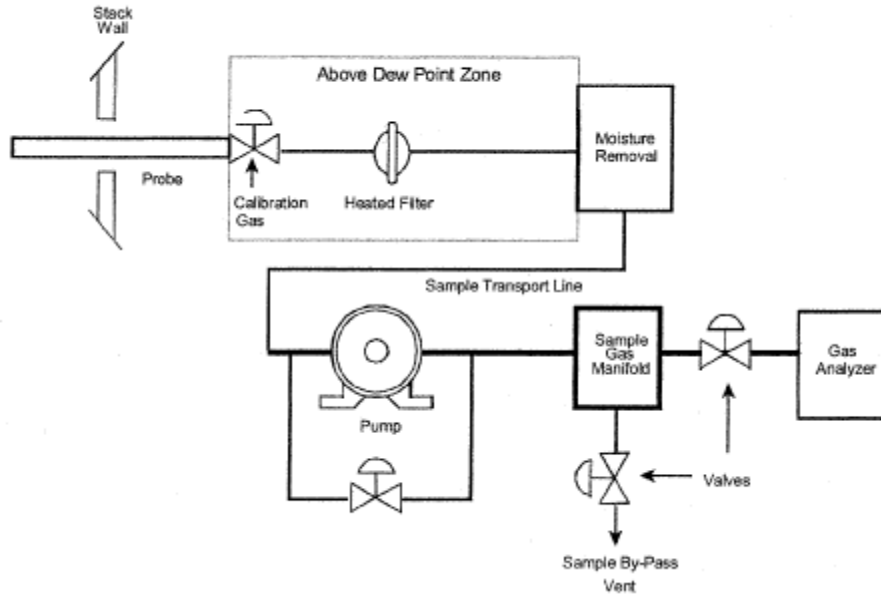 Stack
Wall
Above Dew Point Zone
Moisture
Removal
Probe
Calibration
Gas
Heated Filter
Sample Transport Line
Sample
Gas
Manifold
Gas
Analyzer
Pump
Valves
Sample By-Pass
Vent